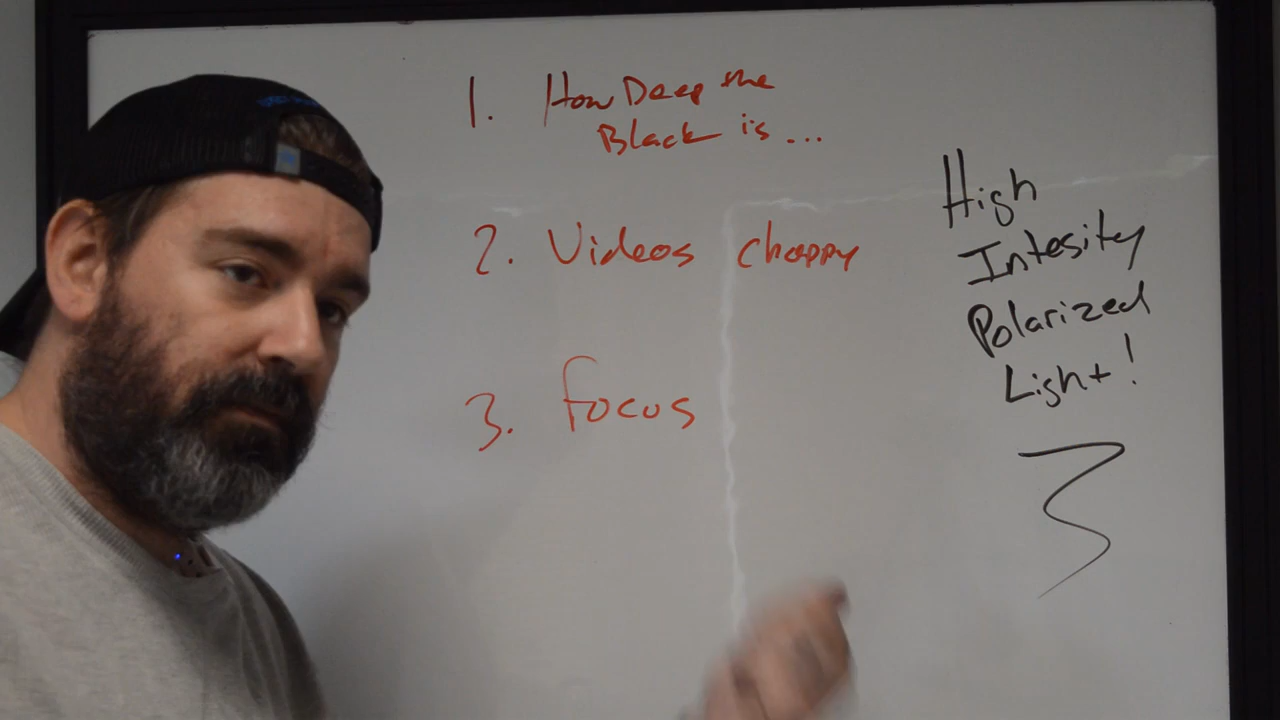 1. How Deep the
Black is...
2. Videos choppy
3. focus
High
Intesity
Polarized
Light!